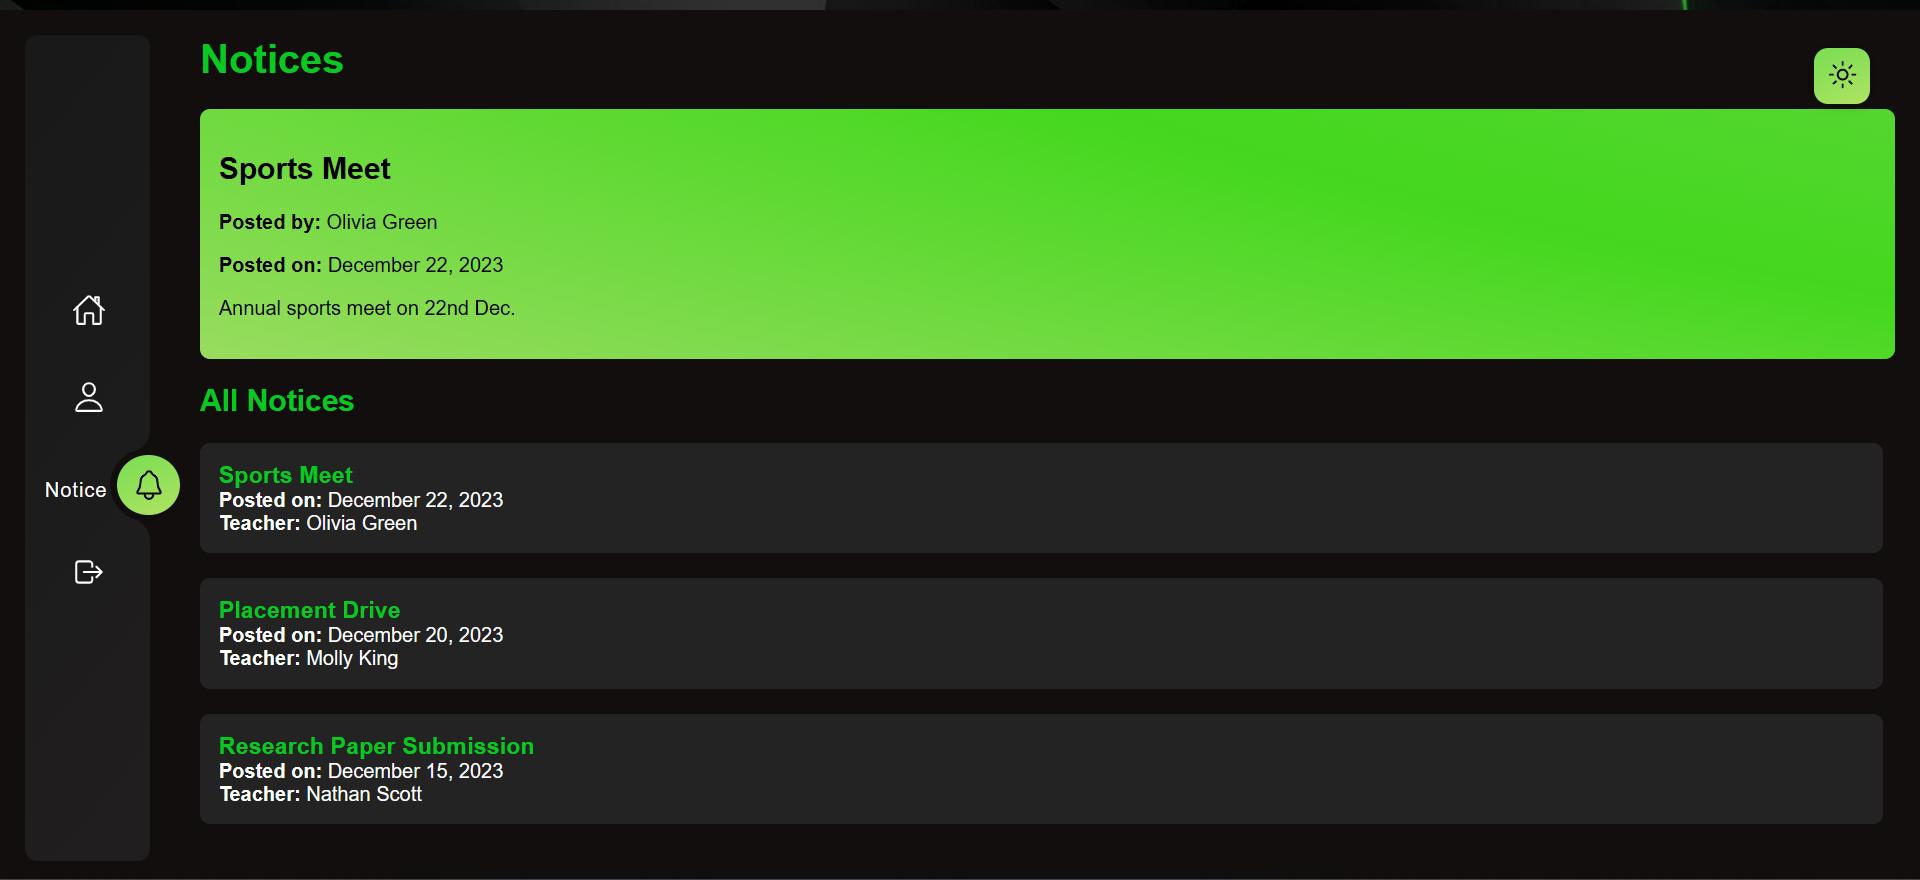 Notices
Sports Meet
Posted by: Olivia Green
Posted on: December 22, 2023
Annual sports meet on 22nd Dec.
All Notices
Sports Meet
Posted on: December 22, 2023
Teacher: Olivia Green
Notice
Placement Drive
Posted on: December 20, 2023
Teacher: Molly King
Research Paper Submission
Posted on: December 15, 2023
Teacher: Nathan Scott